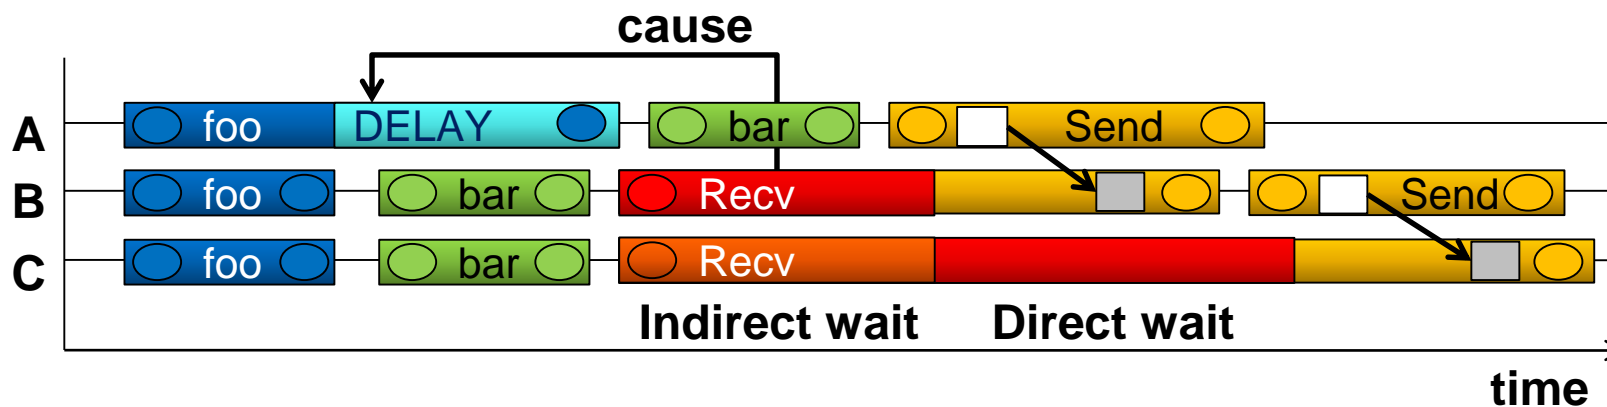 cause
A foo DELAY bar Send
B foo bar Recv Send
C foo bar Recv
Indirect wait Direct wait
time